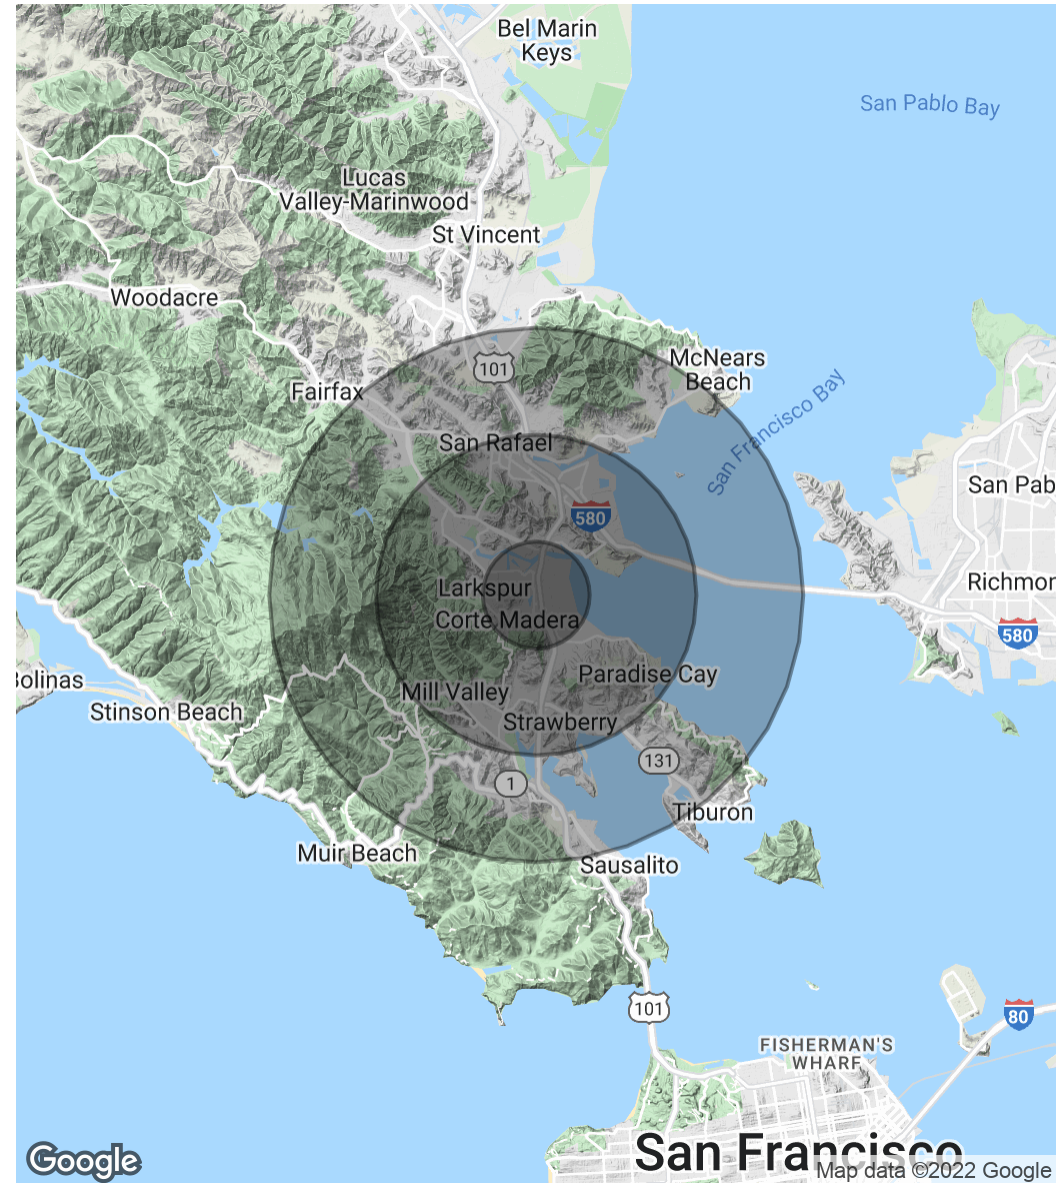 Bel Marin
Keys
San Pablo Bay
Lucas
Valley-Marinwood
St Vincent
Woodacre
McNears
Beach
101
Fairfax
San Francisco Bay
San Rafael
San Pab
580
Larkspur
Richmor
Corte Madera
580
Paradise Cay
Bolinas
Mill Valley
Stinson Beach
Strawberry
131
1
Tiburon
Muir Beach
Sausalito
101
80
FISHERMAN'S
WHARF
San Francisco
Google
Map data ©2022 Google